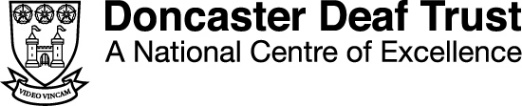 Doncaster Deaf Trust
A National Centre of Excellence
VIDEO VINCAM